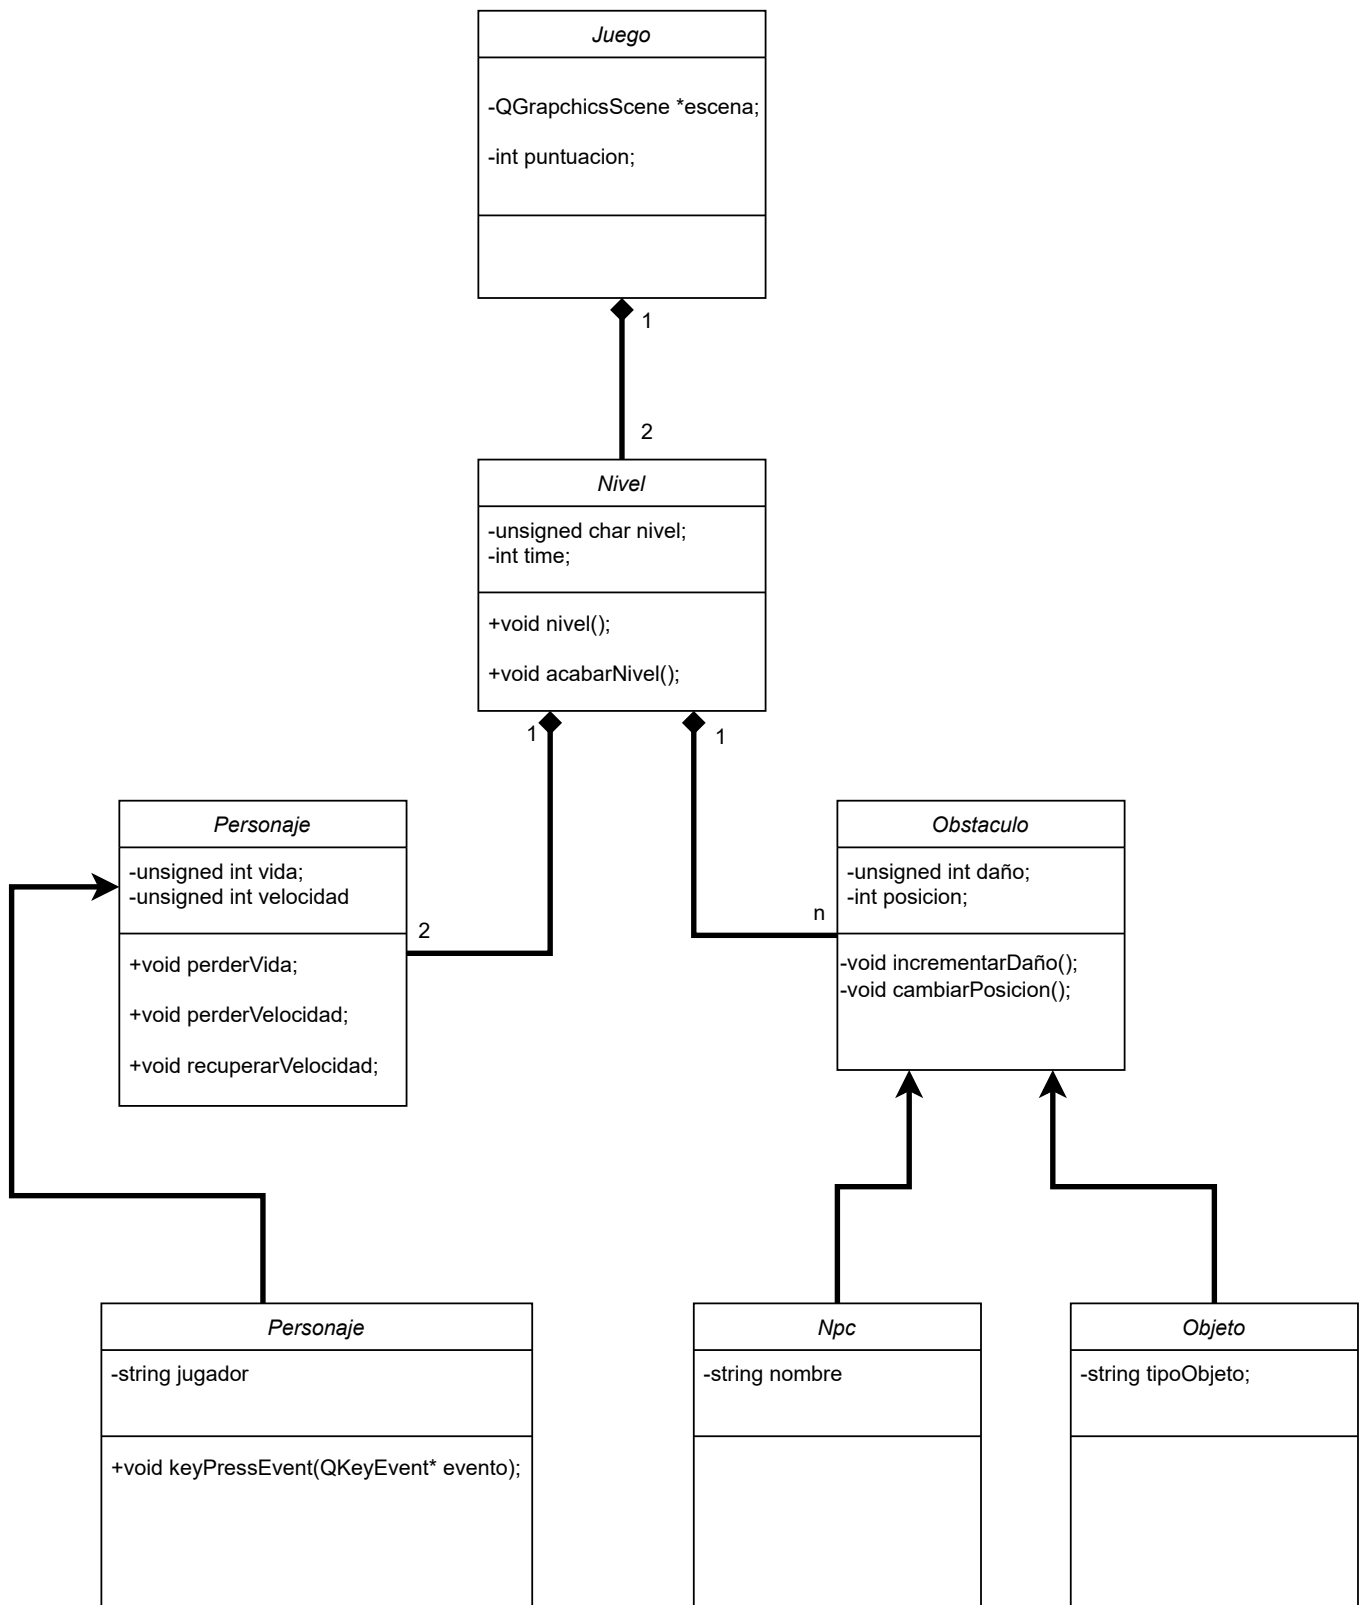 Juego
-QGrapchicsScene *escena;
-int puntuacion;
1
2
Nivel
-unsigned char nivel;
-int time;
+void nivel();
+void acabarNivel();
1
1
Personaje
-unsigned int vida;
-unsigned int velocidad
+void perderVida;
+void perderVelocidad;
+void recuperarVelocidad;
2
Obstaculo
-unsigned int daño;
-int posicion;
n
-void incrementarDaño();
-void cambiarPosicion();
Personaje
-string jugador
+void keyPressEvent(QKeyEvent* evento);
Npc
-string nombre
Objeto
-string tipoObjeto;